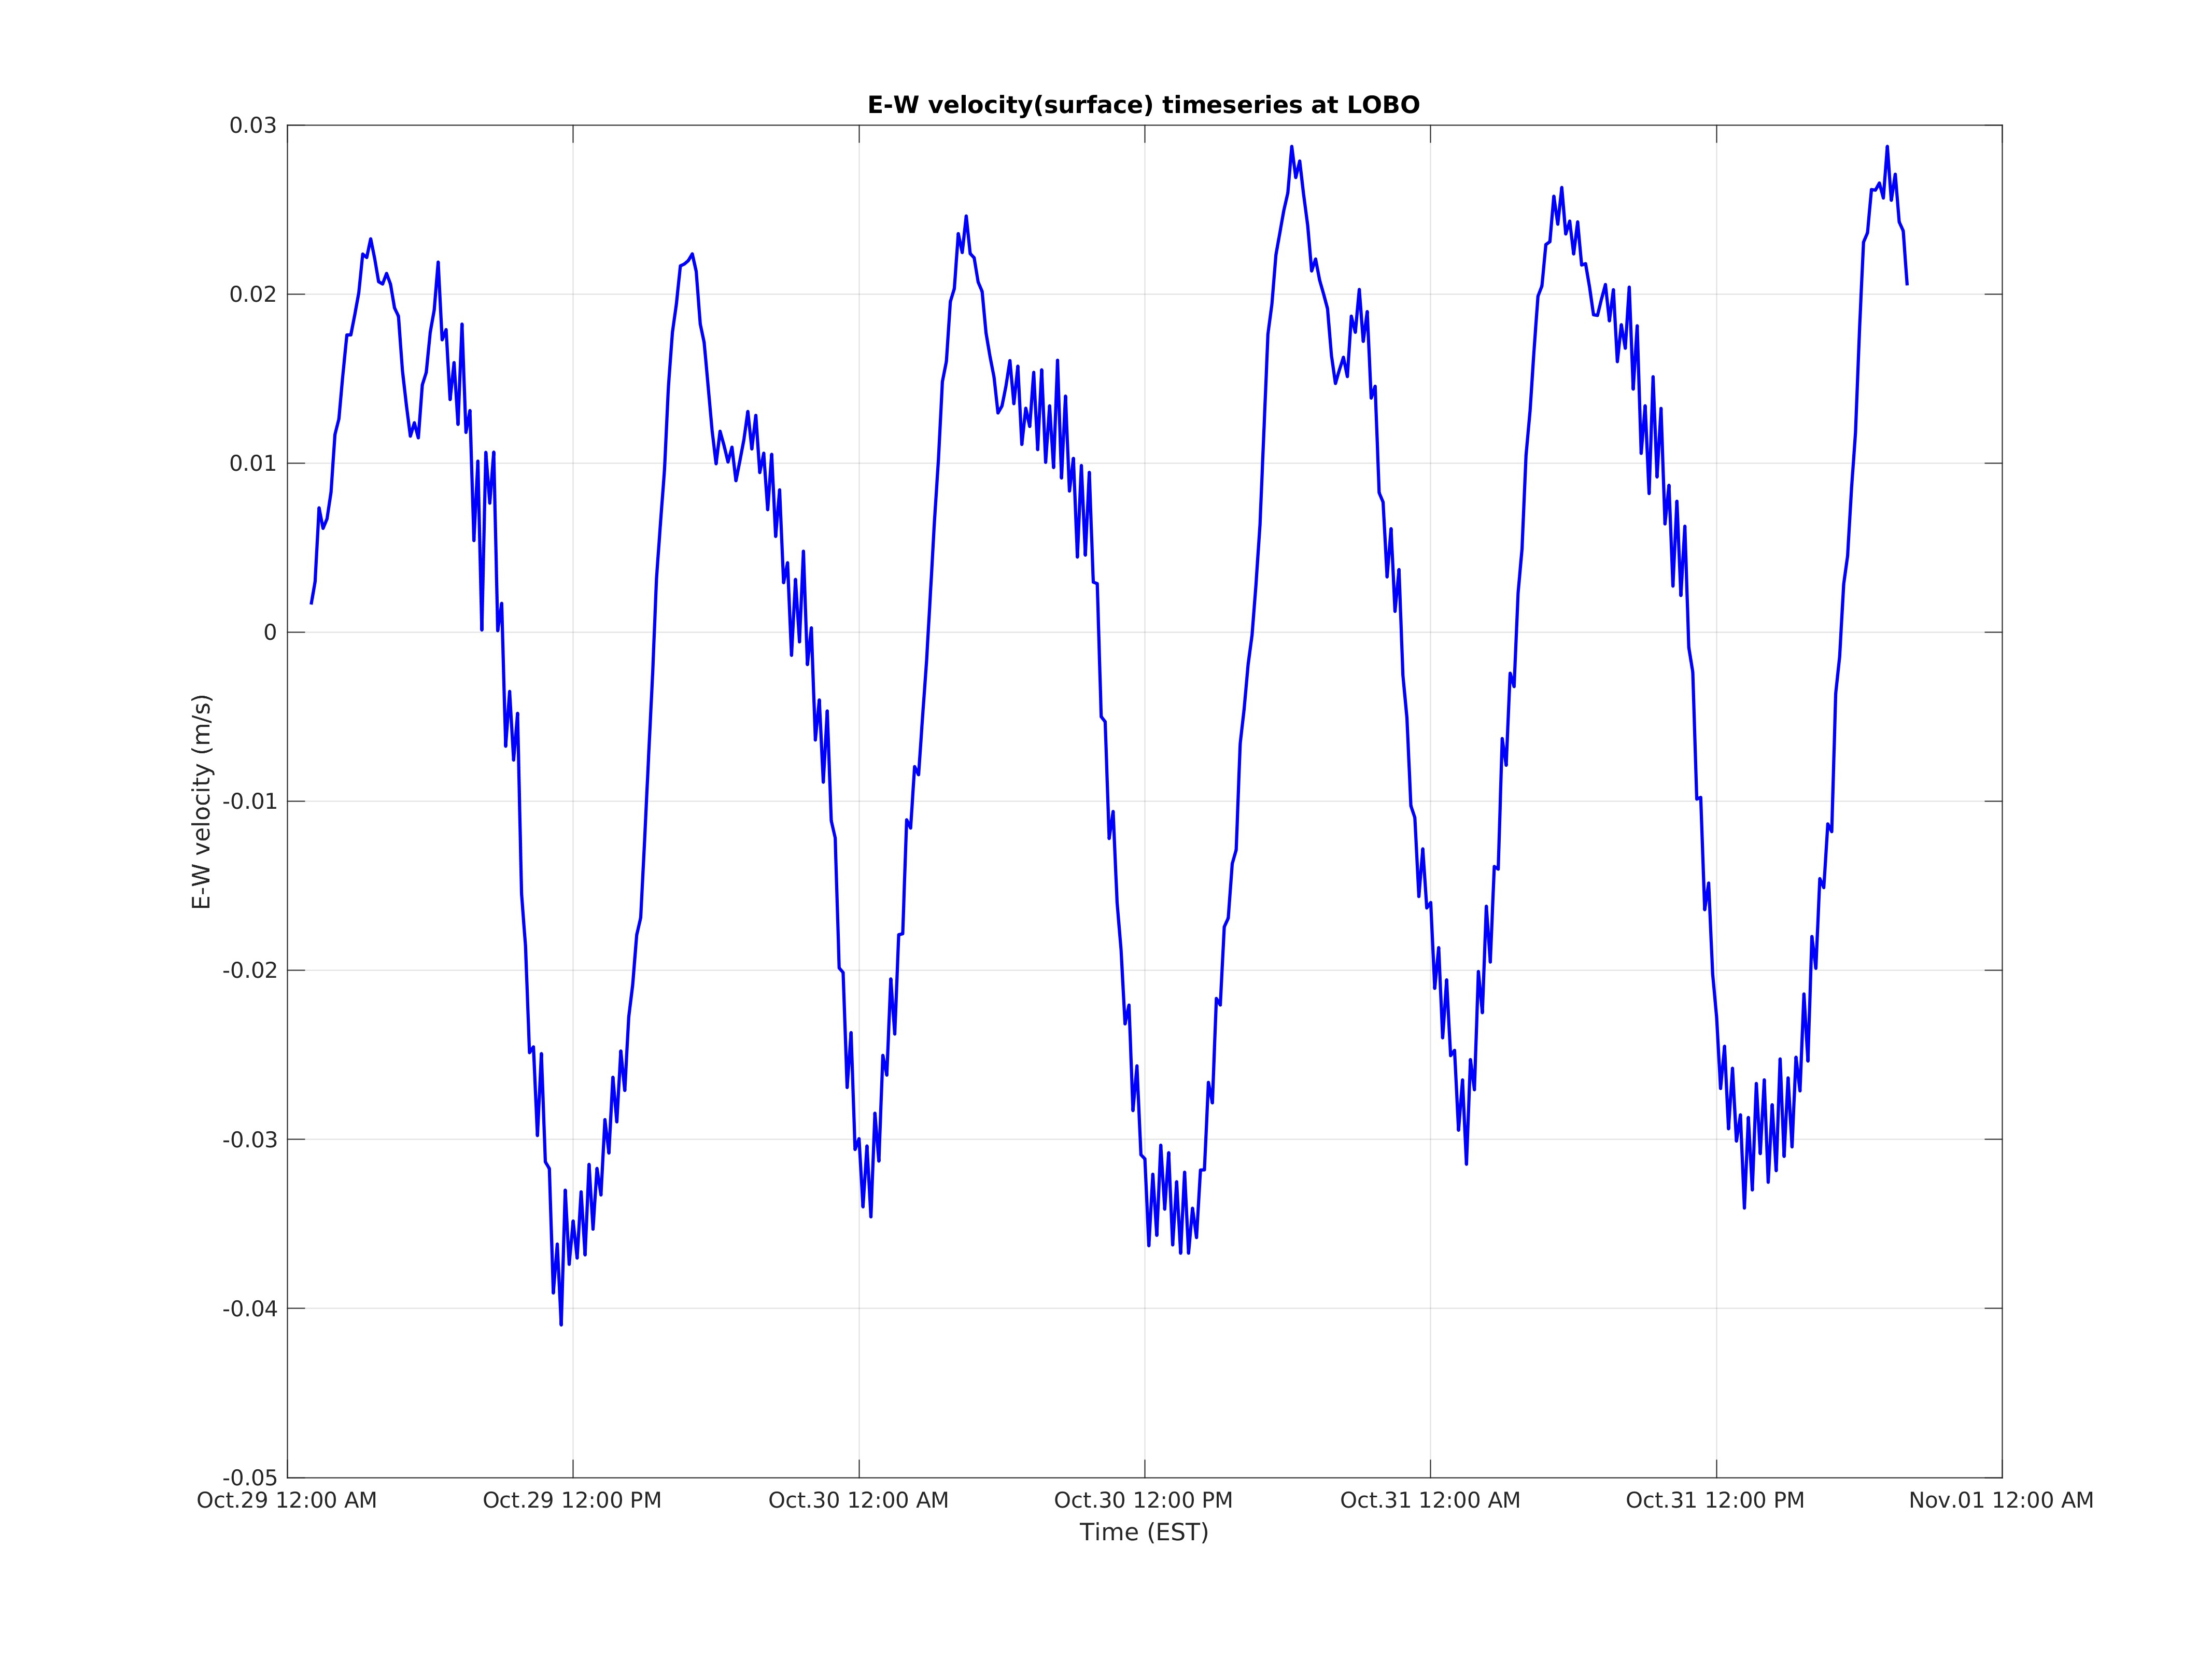 E-W velocity(surface) timeseries at LOBO
0.03
0.02
0.01
0
-0.01
-0.02
-0.03
-0.04
-0.05
E-W velocity (m/s)
Oct.29 12:00 AM Oct.29 12:00 PM Oct.30 12:00 AM Oct.30 12:00 PM Oct.31 12:00 AM Oct.31 12:00 PM Nov.01 12:00 AM
Time (EST)